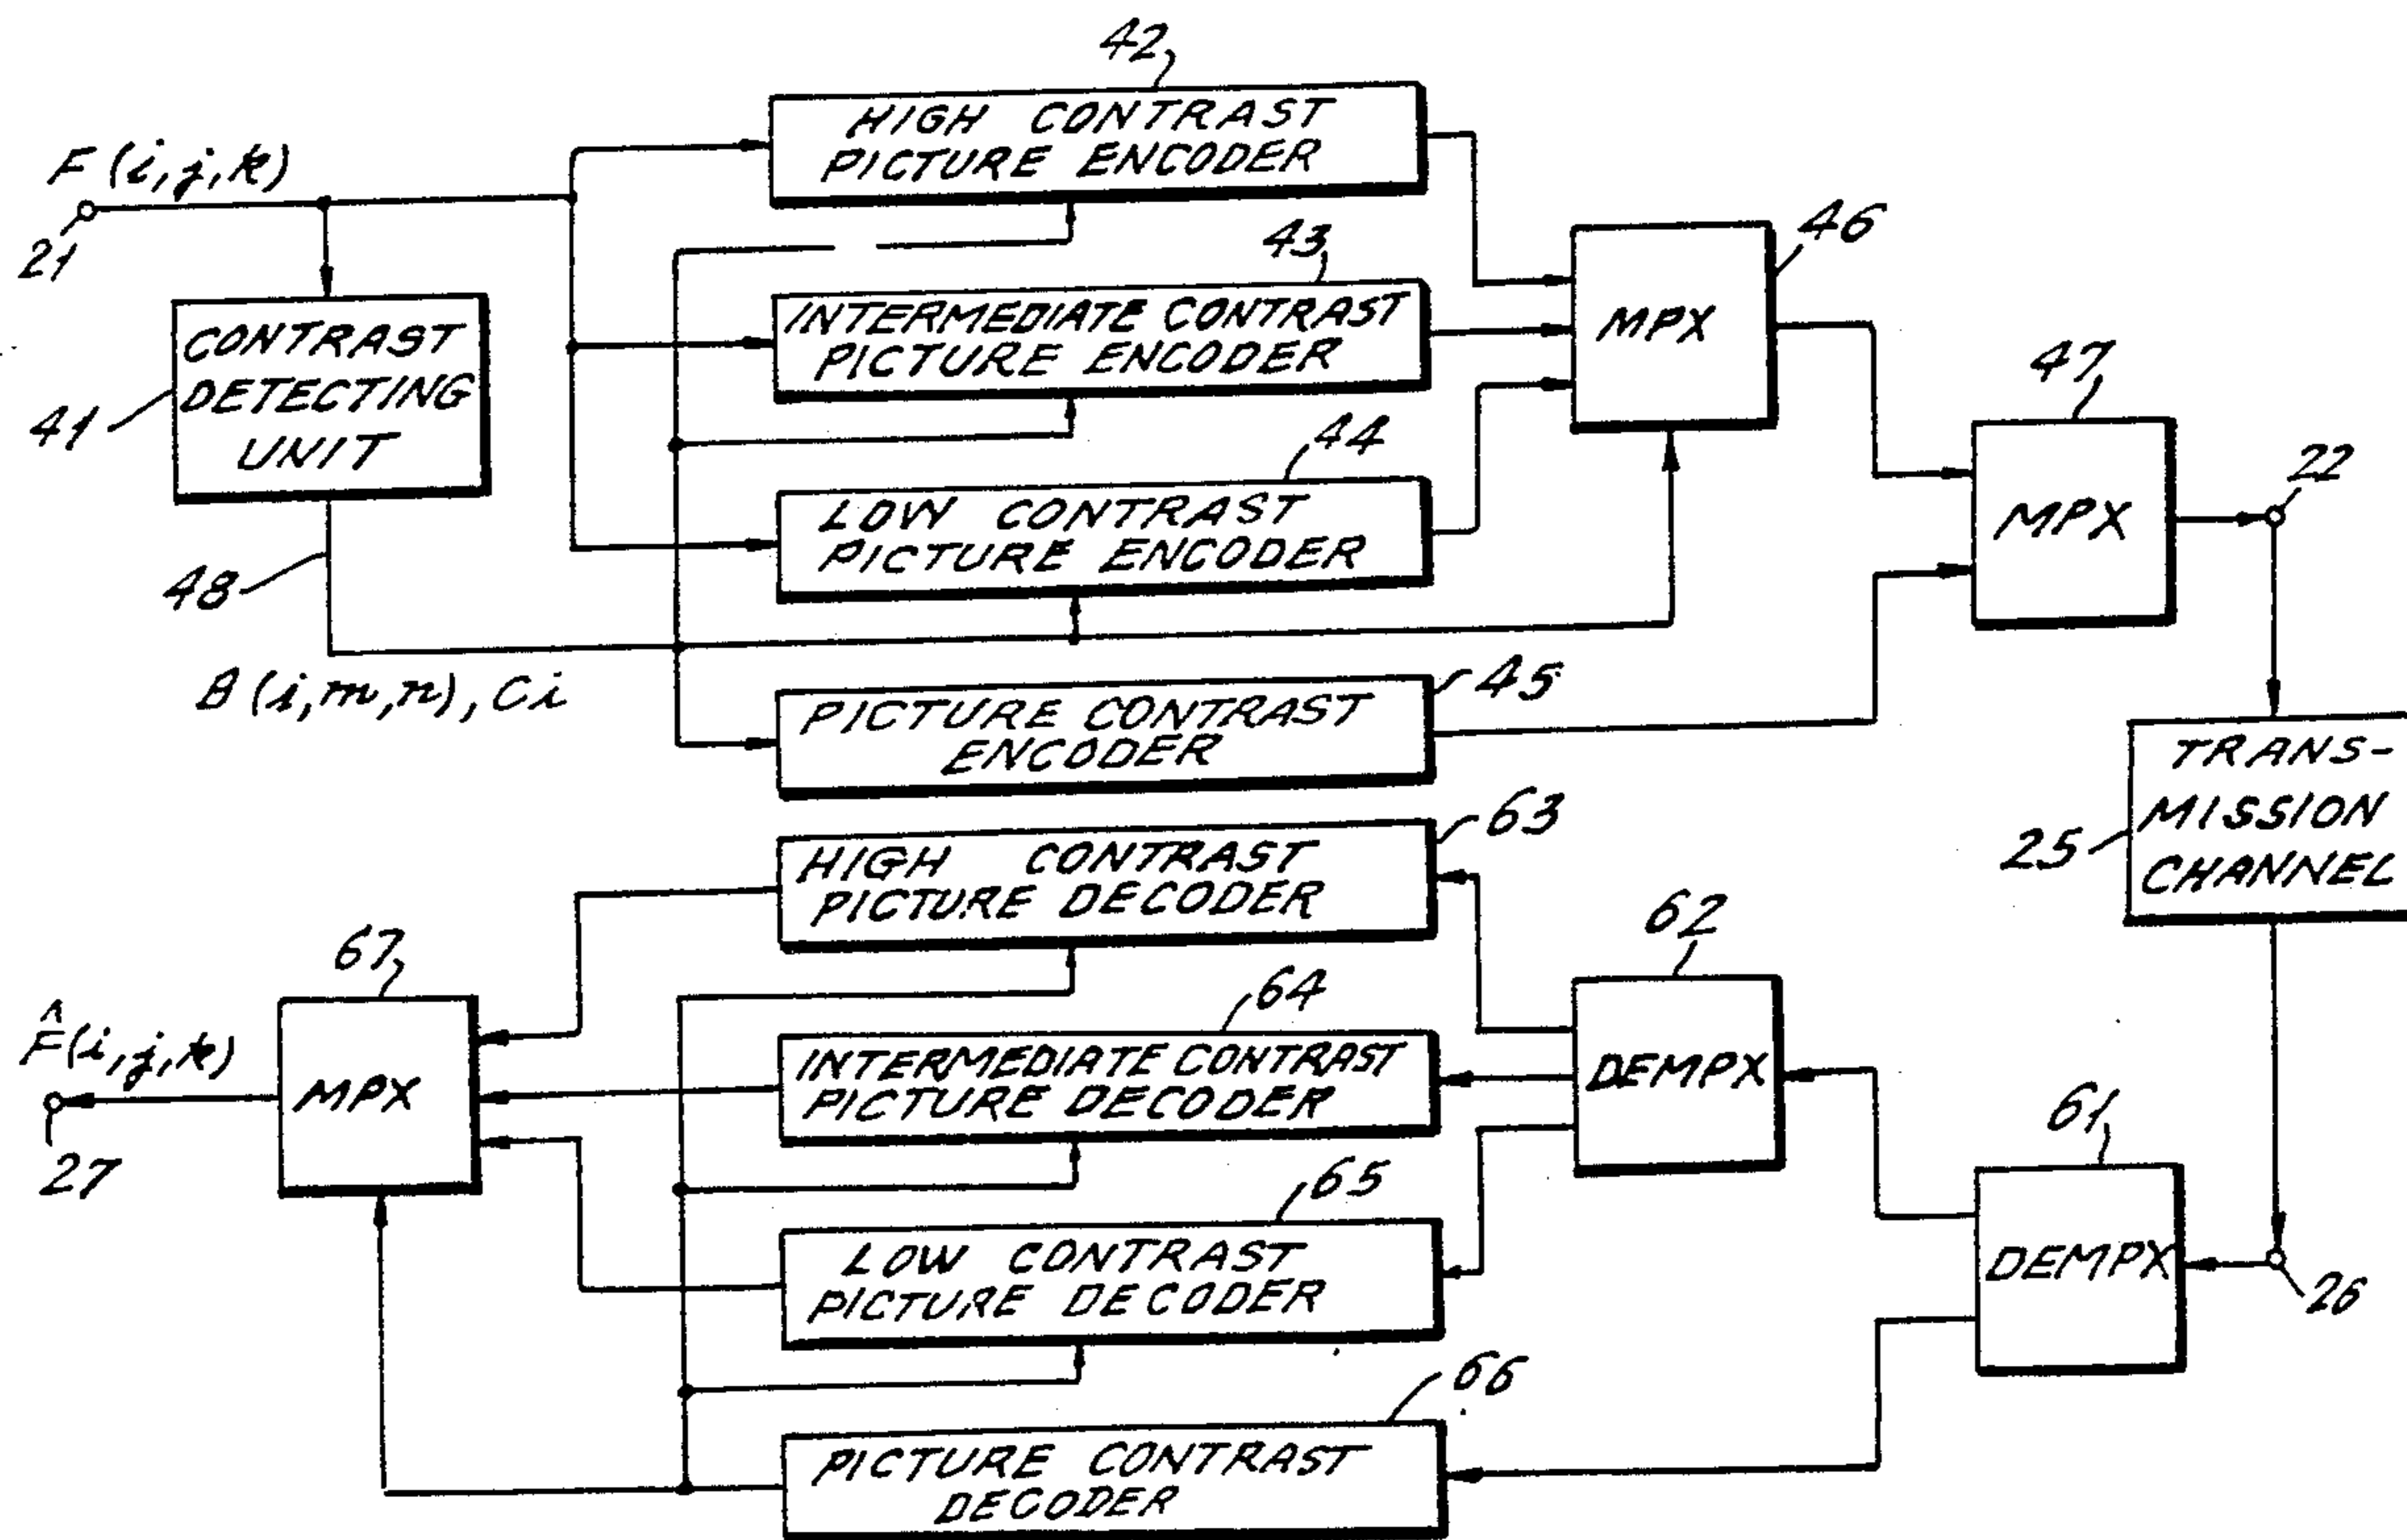 42
HIGH CONTRAST
PICTURE ENCODER
F (i, j, k)
21
43
46
INTERMEDIATE CONTRAST
PICTURE ENCODER
MPX
CONTRAST
DETECTING
UNIT
41
47
44
LOW CONTRAST
PICTURE ENCODER
MPX
22
48
B (i, m, n), Ci
45
PICTURE CONTRAST
ENCODER
TRANS-
MISSION
CHANNEL
25
63
HIGH CONTRAST
PICTURE DECODER
67
62
64
F̂(i, j, k)
INTERMEDIATE CONTRAST
PICTURE DECODER
MPX
DEMPX
61
27
65
LOW CONTRAST
PICTURE DECODER
DEMPX
26
66
PICTURE CONTRAST
DECODER